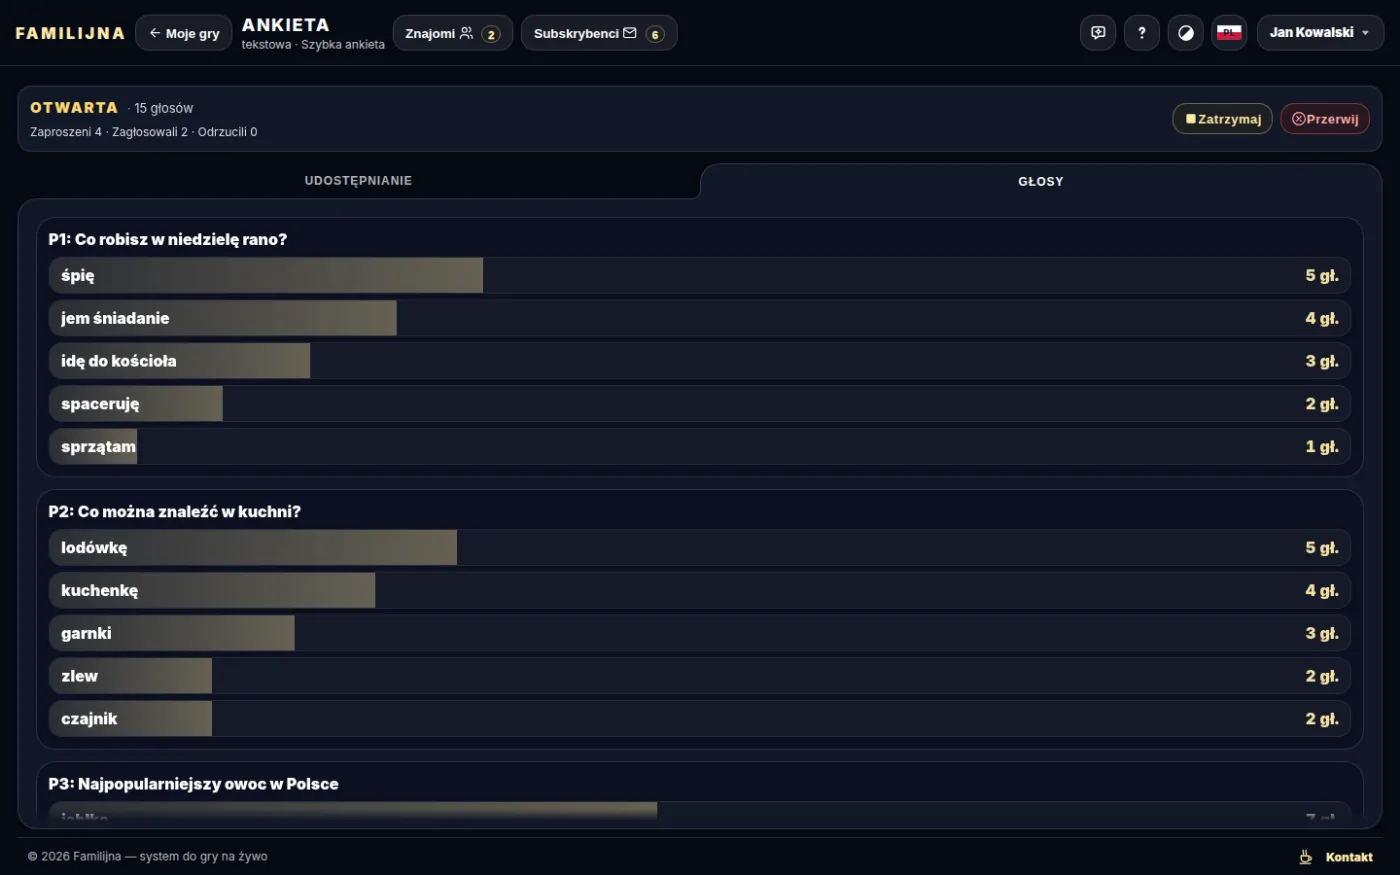 FAMILIJNA
← Moje gry
ANKIETA
tekstowa · Szybka ankieta
Znajomi 2
Subskrybenci 6
?
PL
Jan Kowalski
OTWARTA · 15 głosów
Zaproszeni 4 · Zagłosowali 2 · Odrzucili 0
Zatrzymaj
Przerwij
UDOSTĘPNIANIE
GŁOSY
P1: Co robisz w niedzielę rano?
śpię 5 gł.
jem śniadanie 4 gł.
idę do kościoła 3 gł.
spaceruję 2 gł.
sprzątam 1 gł.
P2: Co można znaleźć w kuchni?
lodówkę 5 gł.
kuchenkę 4 gł.
garnki 3 gł.
zlew 2 gł.
czajnik 2 gł.
P3: Najpopularniejszy owoc w Polsce
© 2026 Familijna — system do gry na żywo
Kontakt